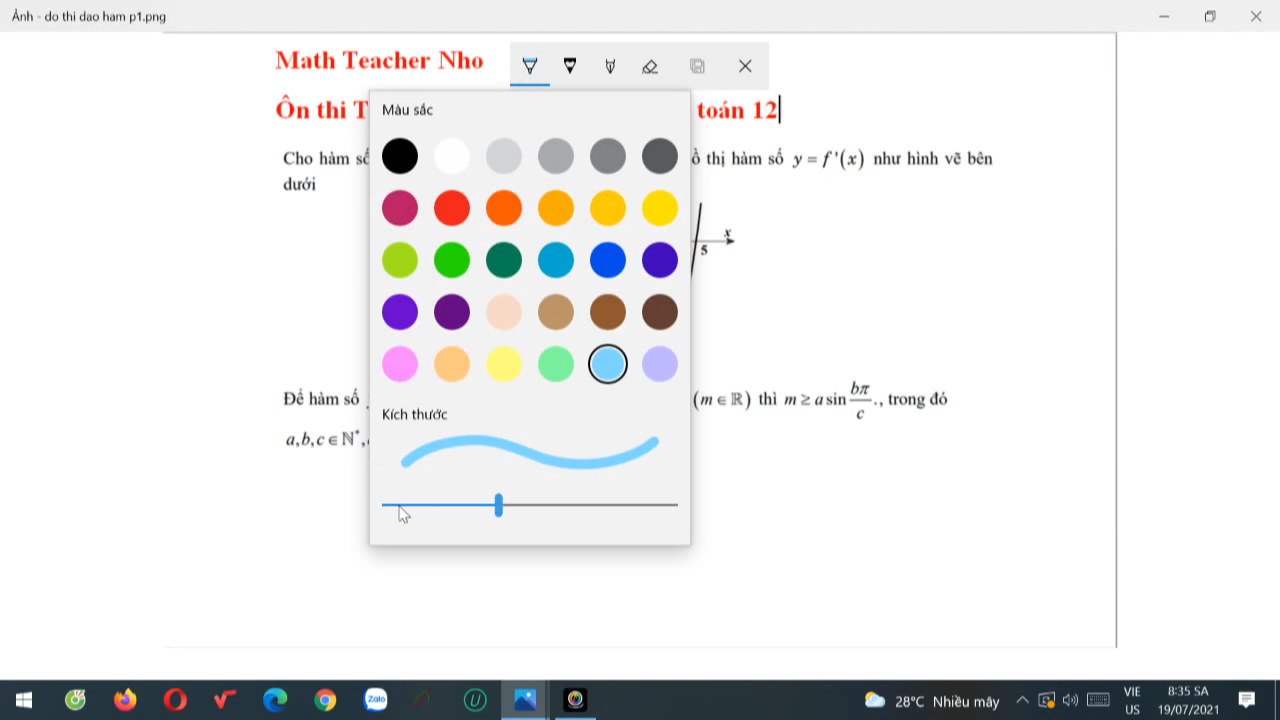 Ảnh - do thi dao ham p1.png
Math Teacher Nho
Ôn thi T toán 12
Màu sắc
Cho hàm số ồ thị hàm số y = f '(x) như hình vẽ bên
dưới
x
5
Để hàm số (m ∈ ℝ) thì m ≥ a sin bπ/c ., trong đó
Kích thước
a, b, c ∈ ℕ*,
Zalo
28°C Nhiều mây
VIE
US
8:35 SA
19/07/2021